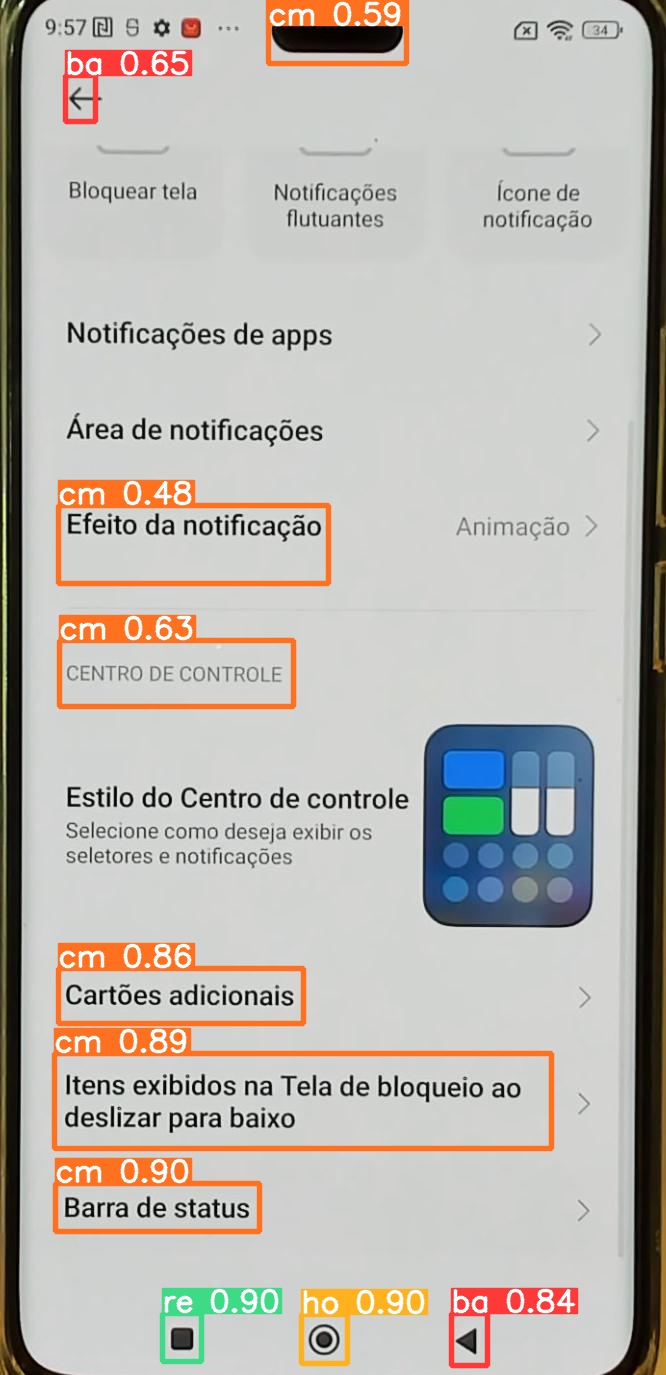 cm 0.59
9:57 ... 34
ba 0.65
Bloquear tela
Notificações
flutuantes
Ícone de
notificação
Notificações de apps
Área de notificações
cm 0.48
Efeito da notificação
Animação
cm 0.63
CENTRO DE CONTROLE
Estilo do Centro de controle
Selecione como deseja exibir os
seletores e notificações
cm 0.86
Cartões adicionais
cm 0.89
Itens exibidos na Tela de bloqueio ao
deslizar para baixo
cm 0.90
Barra de status
re 0.90
ho 0.90
ba 0.84